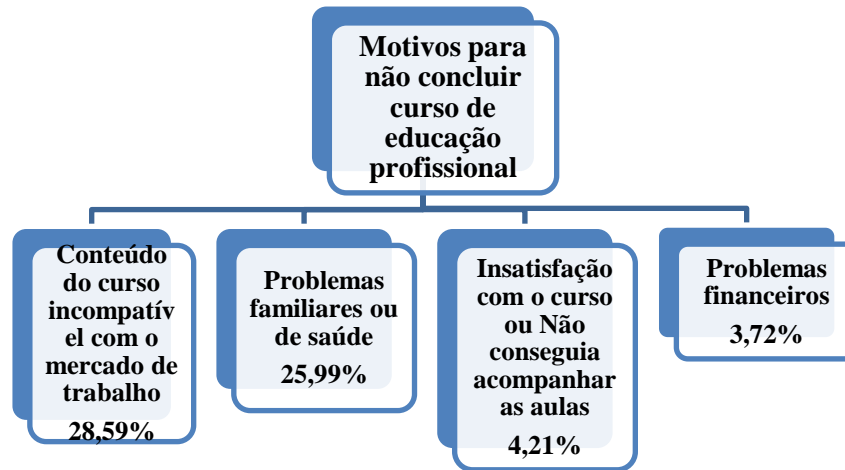 Motivos para
não concluir
curso de
educação
profissional
Conteúdo
do curso
incompatív
el com o
mercado de
trabalho
28,59%
Problemas
familiares ou
de saúde
25,99%
Insatisfação
com o curso
ou Não
conseguia
acompanhar
as aulas
4,21%
Problemas
financeiros
3,72%